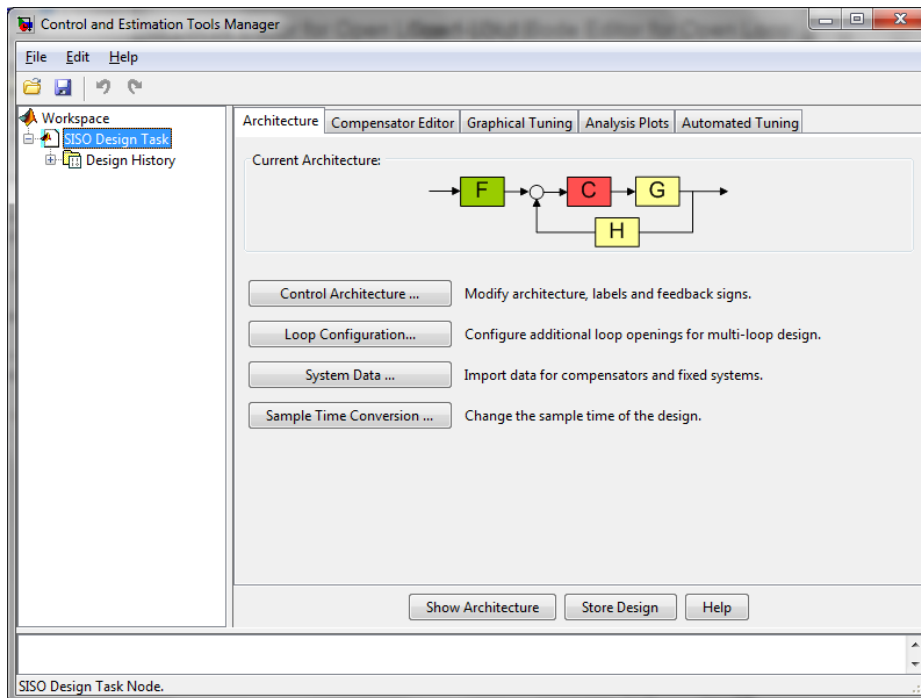 Control and Estimation Tools Manager
File Edit Help
Workspace
SISO Design Task
Design History
Architecture Compensator Editor Graphical Tuning Analysis Plots Automated Tuning
Current Architecture:
F C G
H
Control Architecture ... Modify architecture, labels and feedback signs.
Loop Configuration... Configure additional loop openings for multi-loop design.
System Data ... Import data for compensators and fixed systems.
Sample Time Conversion ... Change the sample time of the design.
Show Architecture Store Design Help
SISO Design Task Node.